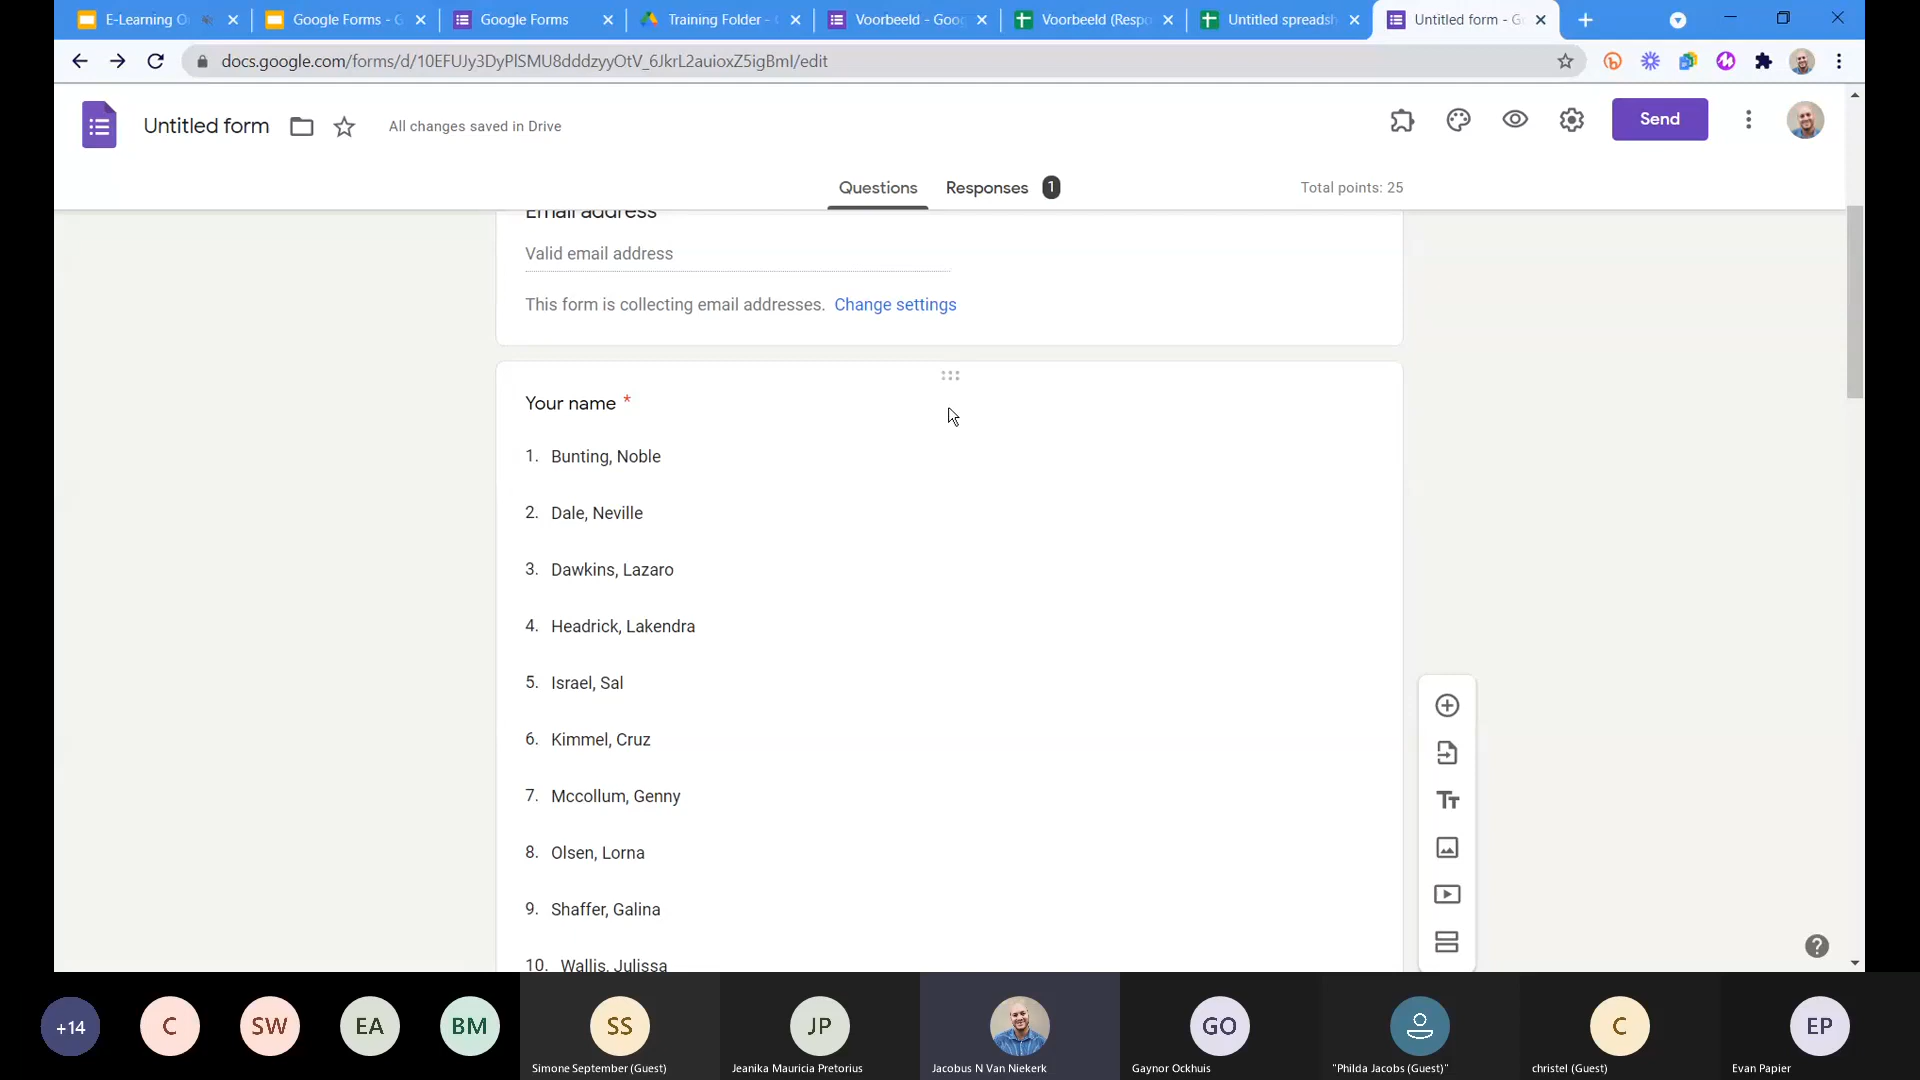 E-Learning O
Google Forms - G
Google Forms
Training Folder -
Voorbeeld - Goog
Voorbeeld (Respo
Untitled spreadsh
Untitled form - G
docs.google.com/forms/d/10EFUJy3DyPlSMU8dddzyyOtV_6JkrL2auioxZ5igBmI/edit
Untitled form
All changes saved in Drive
Send
Questions
Responses 1
Total points: 25
Email address
Valid email address
This form is collecting email addresses. Change settings
Your name *
1. Bunting, Noble
2. Dale, Neville
3. Dawkins, Lazaro
4. Headrick, Lakendra
5. Israel, Sal
6. Kimmel, Cruz
7. Mccollum, Genny
8. Olsen, Lorna
9. Shaffer, Galina
10. Wallis, Julissa
Tт
+14
C
SW
EA
BM
SS
JP
GO
C
EP
Simone September (Guest)
Jeanika Mauricia Pretorius
Jacobus N Van Niekerk
Gaynor Ockhuis
"Philda Jacobs (Guest)"
christel (Guest)
Evan Papier